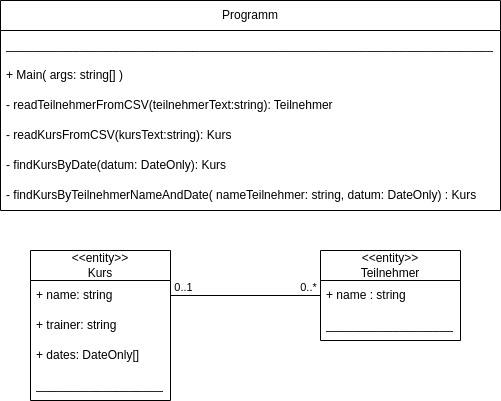 Programm
+ Main( args: string[] )
- readTeilnehmerFromCSV(teilnehmerText:string): Teilnehmer
- readKursFromCSV(kursText:string): Kurs
- findKursByDate(datum: DateOnly): Kurs
- findKursByTeilnehmerNameAndDate( nameTeilnehmer: string, datum: DateOnly) : Kurs
<<entity>>
Kurs
+ name: string
+ trainer: string
+ dates: DateOnly[]
0..1
0..*
<<entity>>
Teilnehmer
+ name : string